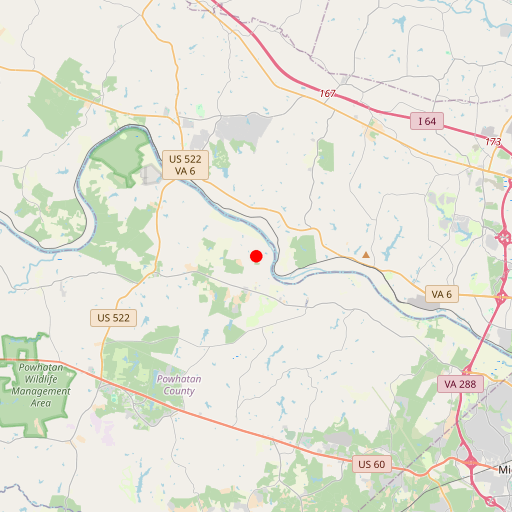 167
I 64
173
US 522
VA 6
VA 6
US 522
Powhatan
Wildlife
Management
Area
Powhatan
County
VA 288
US 60
Mi